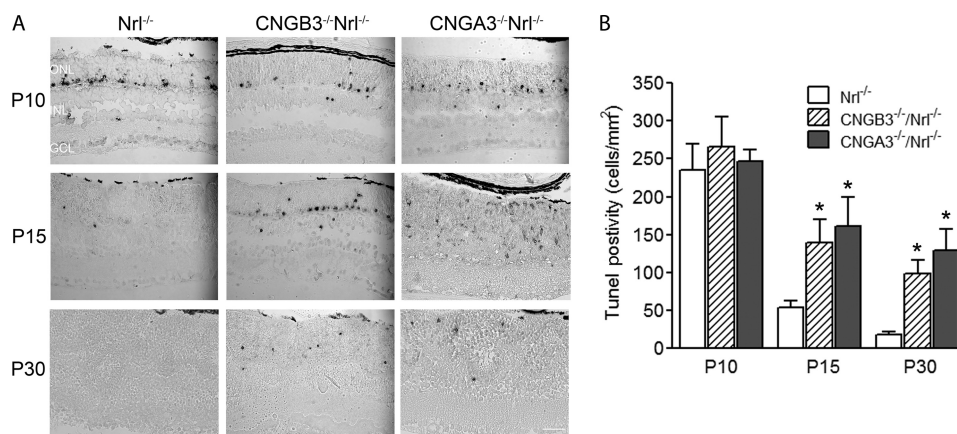 A
Nrl-/-
CNGB3-/-Nrl-/-
CNGA3-/-Nrl-/-
P10
ONL
INL
GCL
P15
P30
B
Tunel postivity (cells/mm²)
350
300
250
200
150
100
50
0
Nrl-/-
CNGB3-/-/Nrl-/-
CNGA3-/-/Nrl-/-
* *
* *
P10 P15 P30